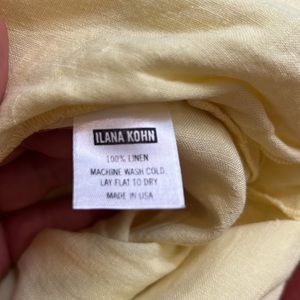 ILANA KOHN
100% LINEN
MACHINE WASH COLD
LAY FLAT TO DRY
MADE IN USA